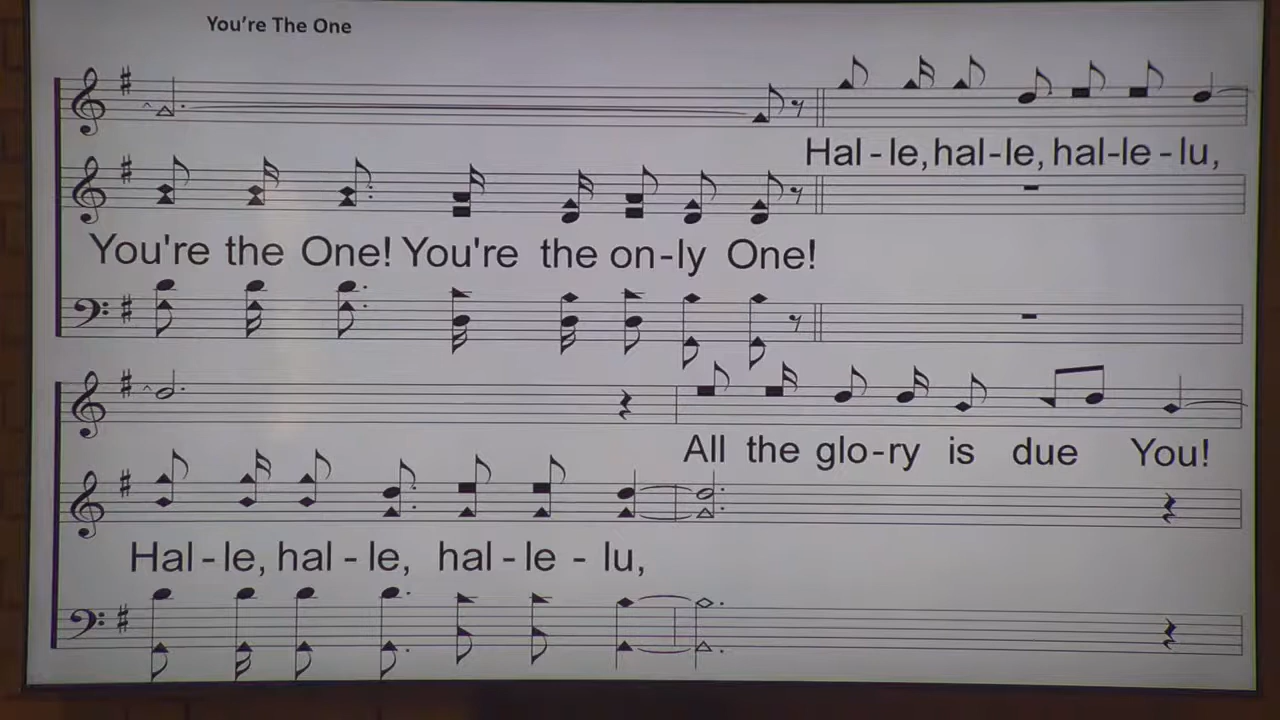 You're The One
Hal - le, hal - le, hal - le - lu,
You're the One! You're the on - ly One!
All the glo - ry is due You!
Hal - le, hal - le, hal - le - lu,